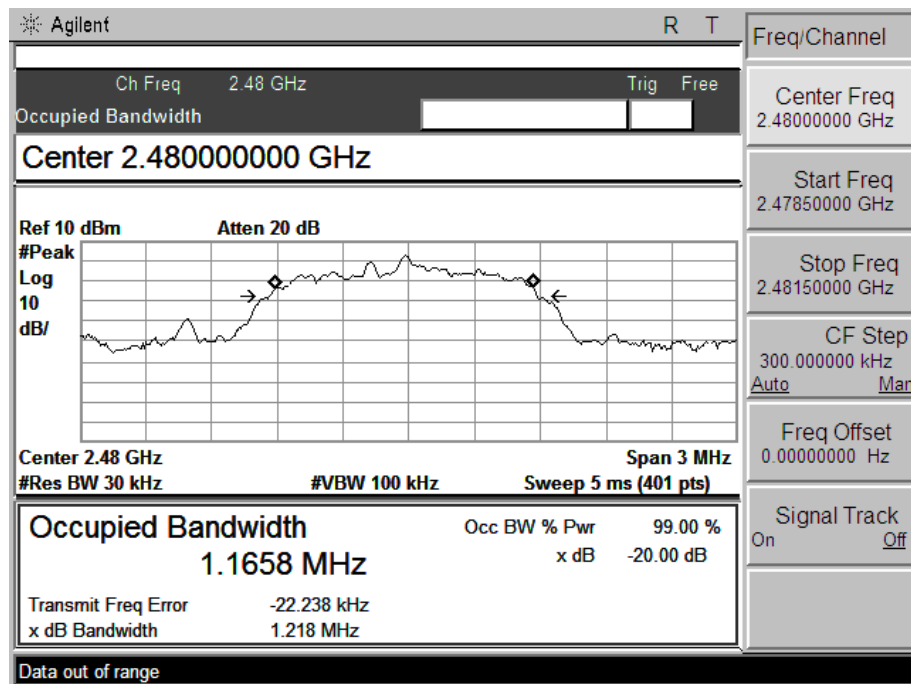 Agilent R T
Ch Freq 2.48 GHz Trig Free
Occupied Bandwidth
Center 2.480000000 GHz
Ref 10 dBm Atten 20 dB
#Peak
Log
10
dB/
Center 2.48 GHz Span 3 MHz
#Res BW 30 kHz #VBW 100 kHz Sweep 5 ms (401 pts)
Occupied Bandwidth Occ BW % Pwr 99.00 %
1.1658 MHz x dB -20.00 dB
Transmit Freq Error -22.238 kHz
x dB Bandwidth 1.218 MHz
Data out of range
Freq/Channel
Center Freq
2.48000000 GHz
Start Freq
2.47850000 GHz
Stop Freq
2.48150000 GHz
CF Step
300.000000 kHz
Auto Man
Freq Offset
0.00000000 Hz
Signal Track
On Off